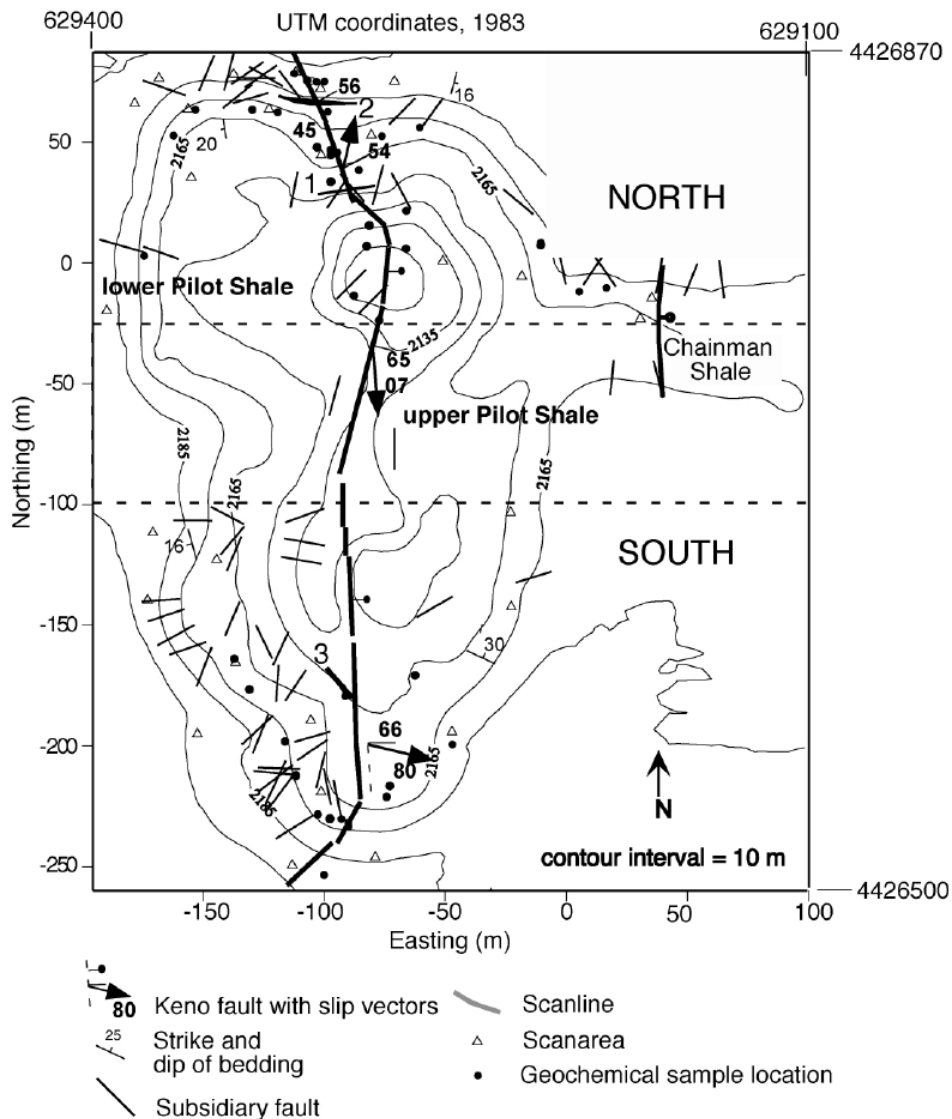 629400
UTM coordinates, 1983
629100
4426870
56
16
2
50
45
20
2165
54
2165
1
NORTH
0
lower Pilot Shale
2135
Chainman
Shale
65
07
-50
upper Pilot Shale
2185
2165
2165
Northing (m)
-100
SOUTH
16
-150
30
3
66
-200
80
2165
2185
N
contour interval = 10 m
-250
4426500
-150
-100
-50
0
50
100
Easting (m)
80
Keno fault with slip vectors
25
Strike and
dip of bedding
Subsidiary fault
Scanline
Scanarea
Geochemical sample location